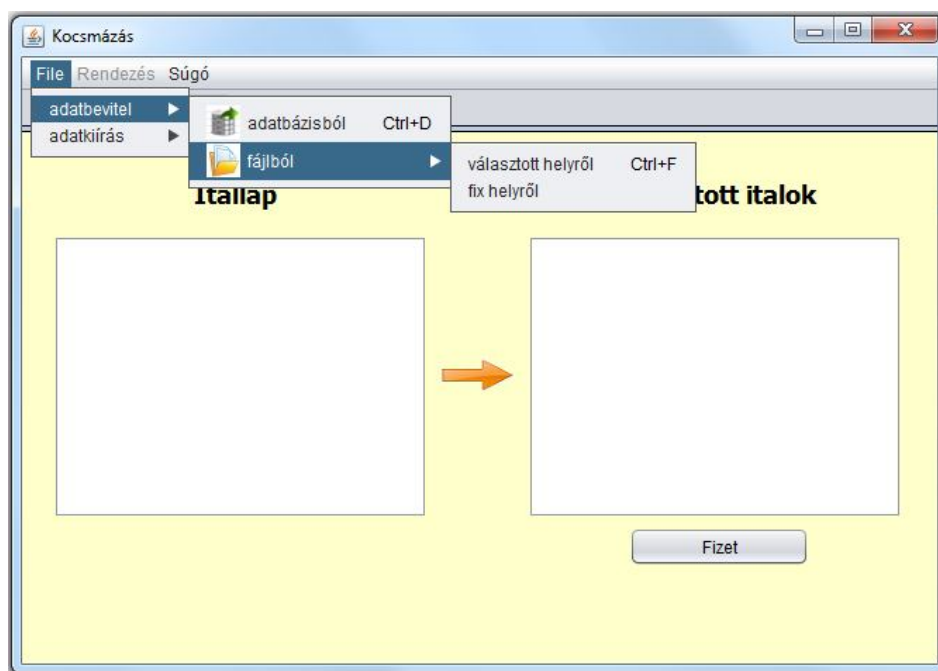 Kocsmázás
File Rendezés Súgó
adatbevitel
adatkiírás
adatbázisból Ctrl+D
fájlból
választott helyről Ctrl+F
fix helyről
Itallap
tott italok
Fizet